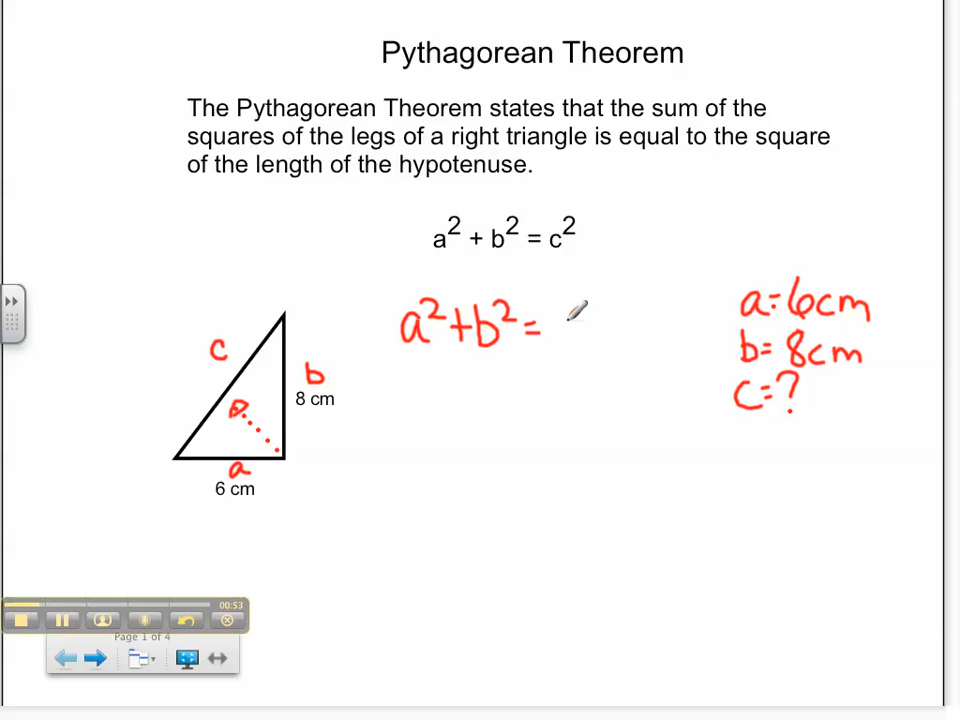 Pythagorean Theorem
The Pythagorean Theorem states that the sum of the
squares of the legs of a right triangle is equal to the square
of the length of the hypotenuse.
a² + b² = c²
a²+b²=
a=6cm
b=8cm
c=?
c
b
8 cm
a
6 cm
00:53
Page 1 of 4